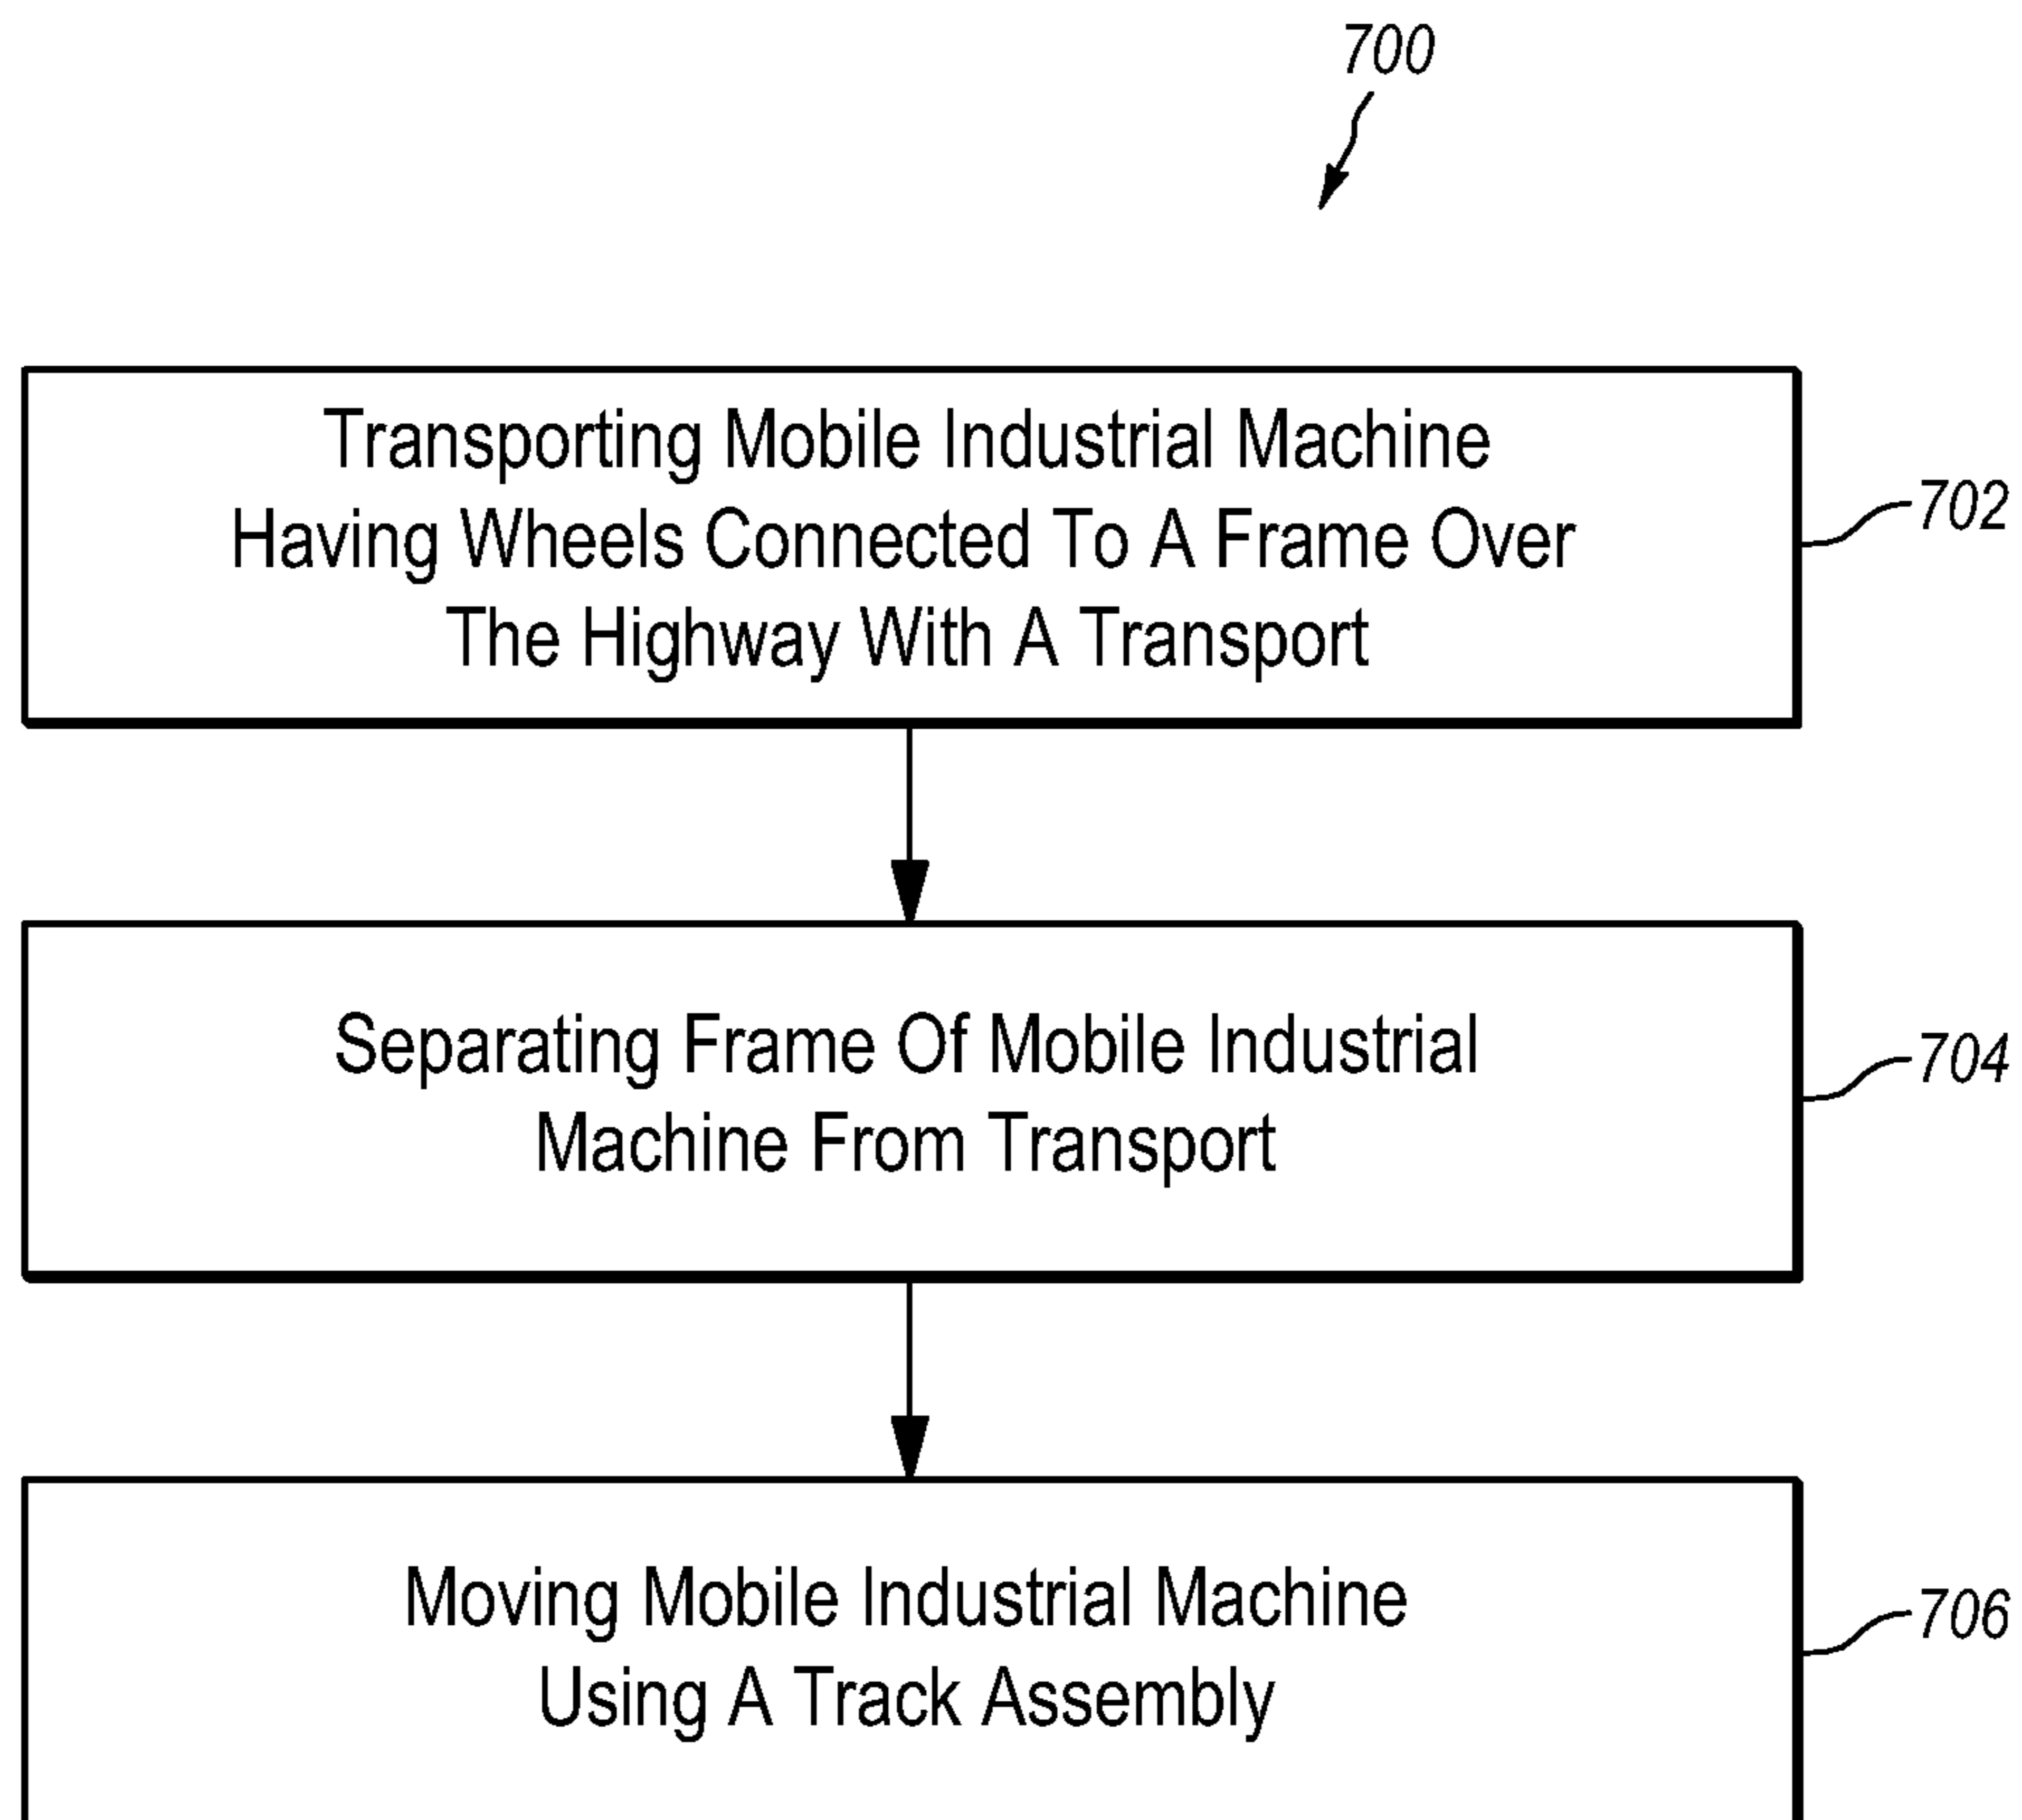 700
Transporting Mobile Industrial Machine
Having Wheels Connected To A Frame Over
The Highway With A Transport
702
Separating Frame Of Mobile Industrial
Machine From Transport
704
Moving Mobile Industrial Machine
Using A Track Assembly
706